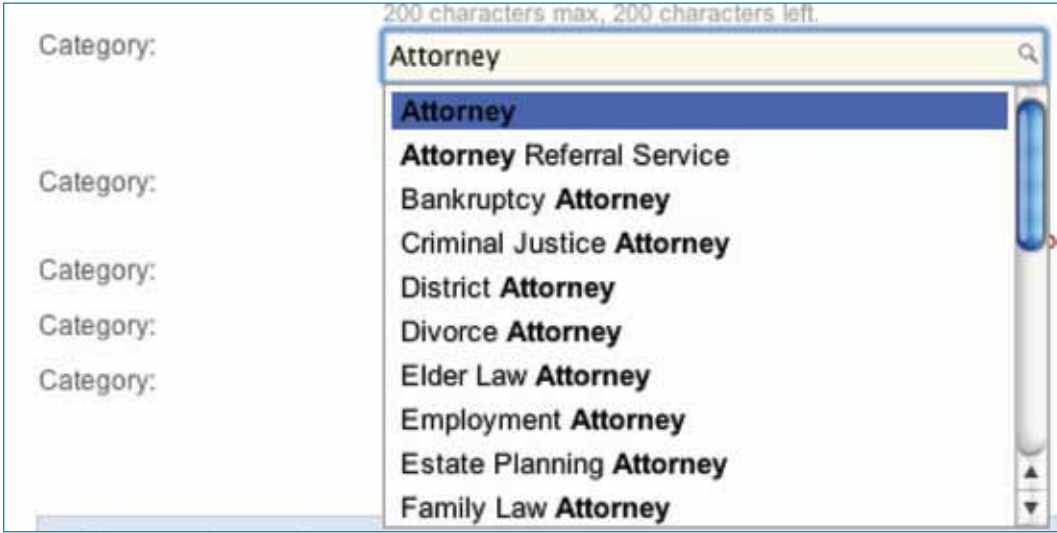 200 characters max, 200 characters left.
Category:
Attorney
Attorney
Attorney Referral Service
Category:
Bankruptcy Attorney
Criminal Justice Attorney
Category:
District Attorney
Category:
Divorce Attorney
Category:
Elder Law Attorney
Employment Attorney
Estate Planning Attorney
Family Law Attorney